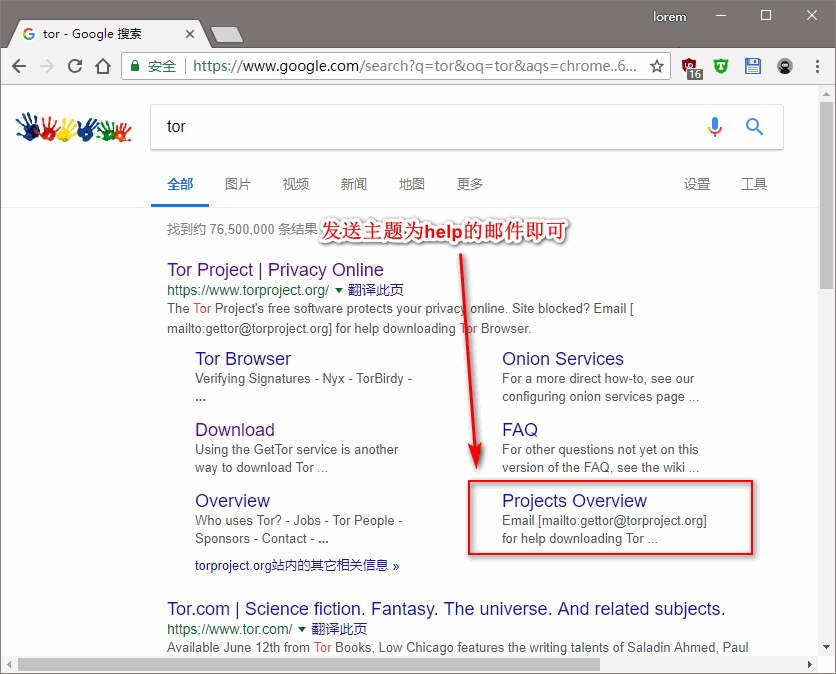 lorem
tor - Google 搜索
安全 https://www.google.com/search?q=tor&oq=tor&aqs=chrome..6...
16
tor
全部 图片 视频 新闻 地图 更多 设置 工具
找到约 76,500,000 条结果
发送主题为help的邮件即可
Tor Project | Privacy Online
https://www.torproject.org/ 翻译此页
The Tor Project's free software protects your privacy online. Site blocked? Email [
mailto:gettor@torproject.org] for help downloading Tor Browser.
Tor Browser
Verifying Signatures - Nyx - TorBirdy -
...
Onion Services
For a more direct how-to, see our
configuring onion services page ...
Download
Using the GetTor service is another
way to download Tor ...
FAQ
For other questions not yet on this
version of the FAQ, see the wiki ...
Overview
Who uses Tor? - Jobs - Tor People -
Sponsors - Contact - ...
Projects Overview
Email [mailto:gettor@torproject.org]
for help downloading Tor ...
torproject.org站内的其它相关信息 »
Tor.com | Science fiction. Fantasy. The universe. And related subjects.
https://www.tor.com/ 翻译此页
Available June 12th from Tor Books, Low Chicago features the writing talents of Saladin Ahmed, Paul